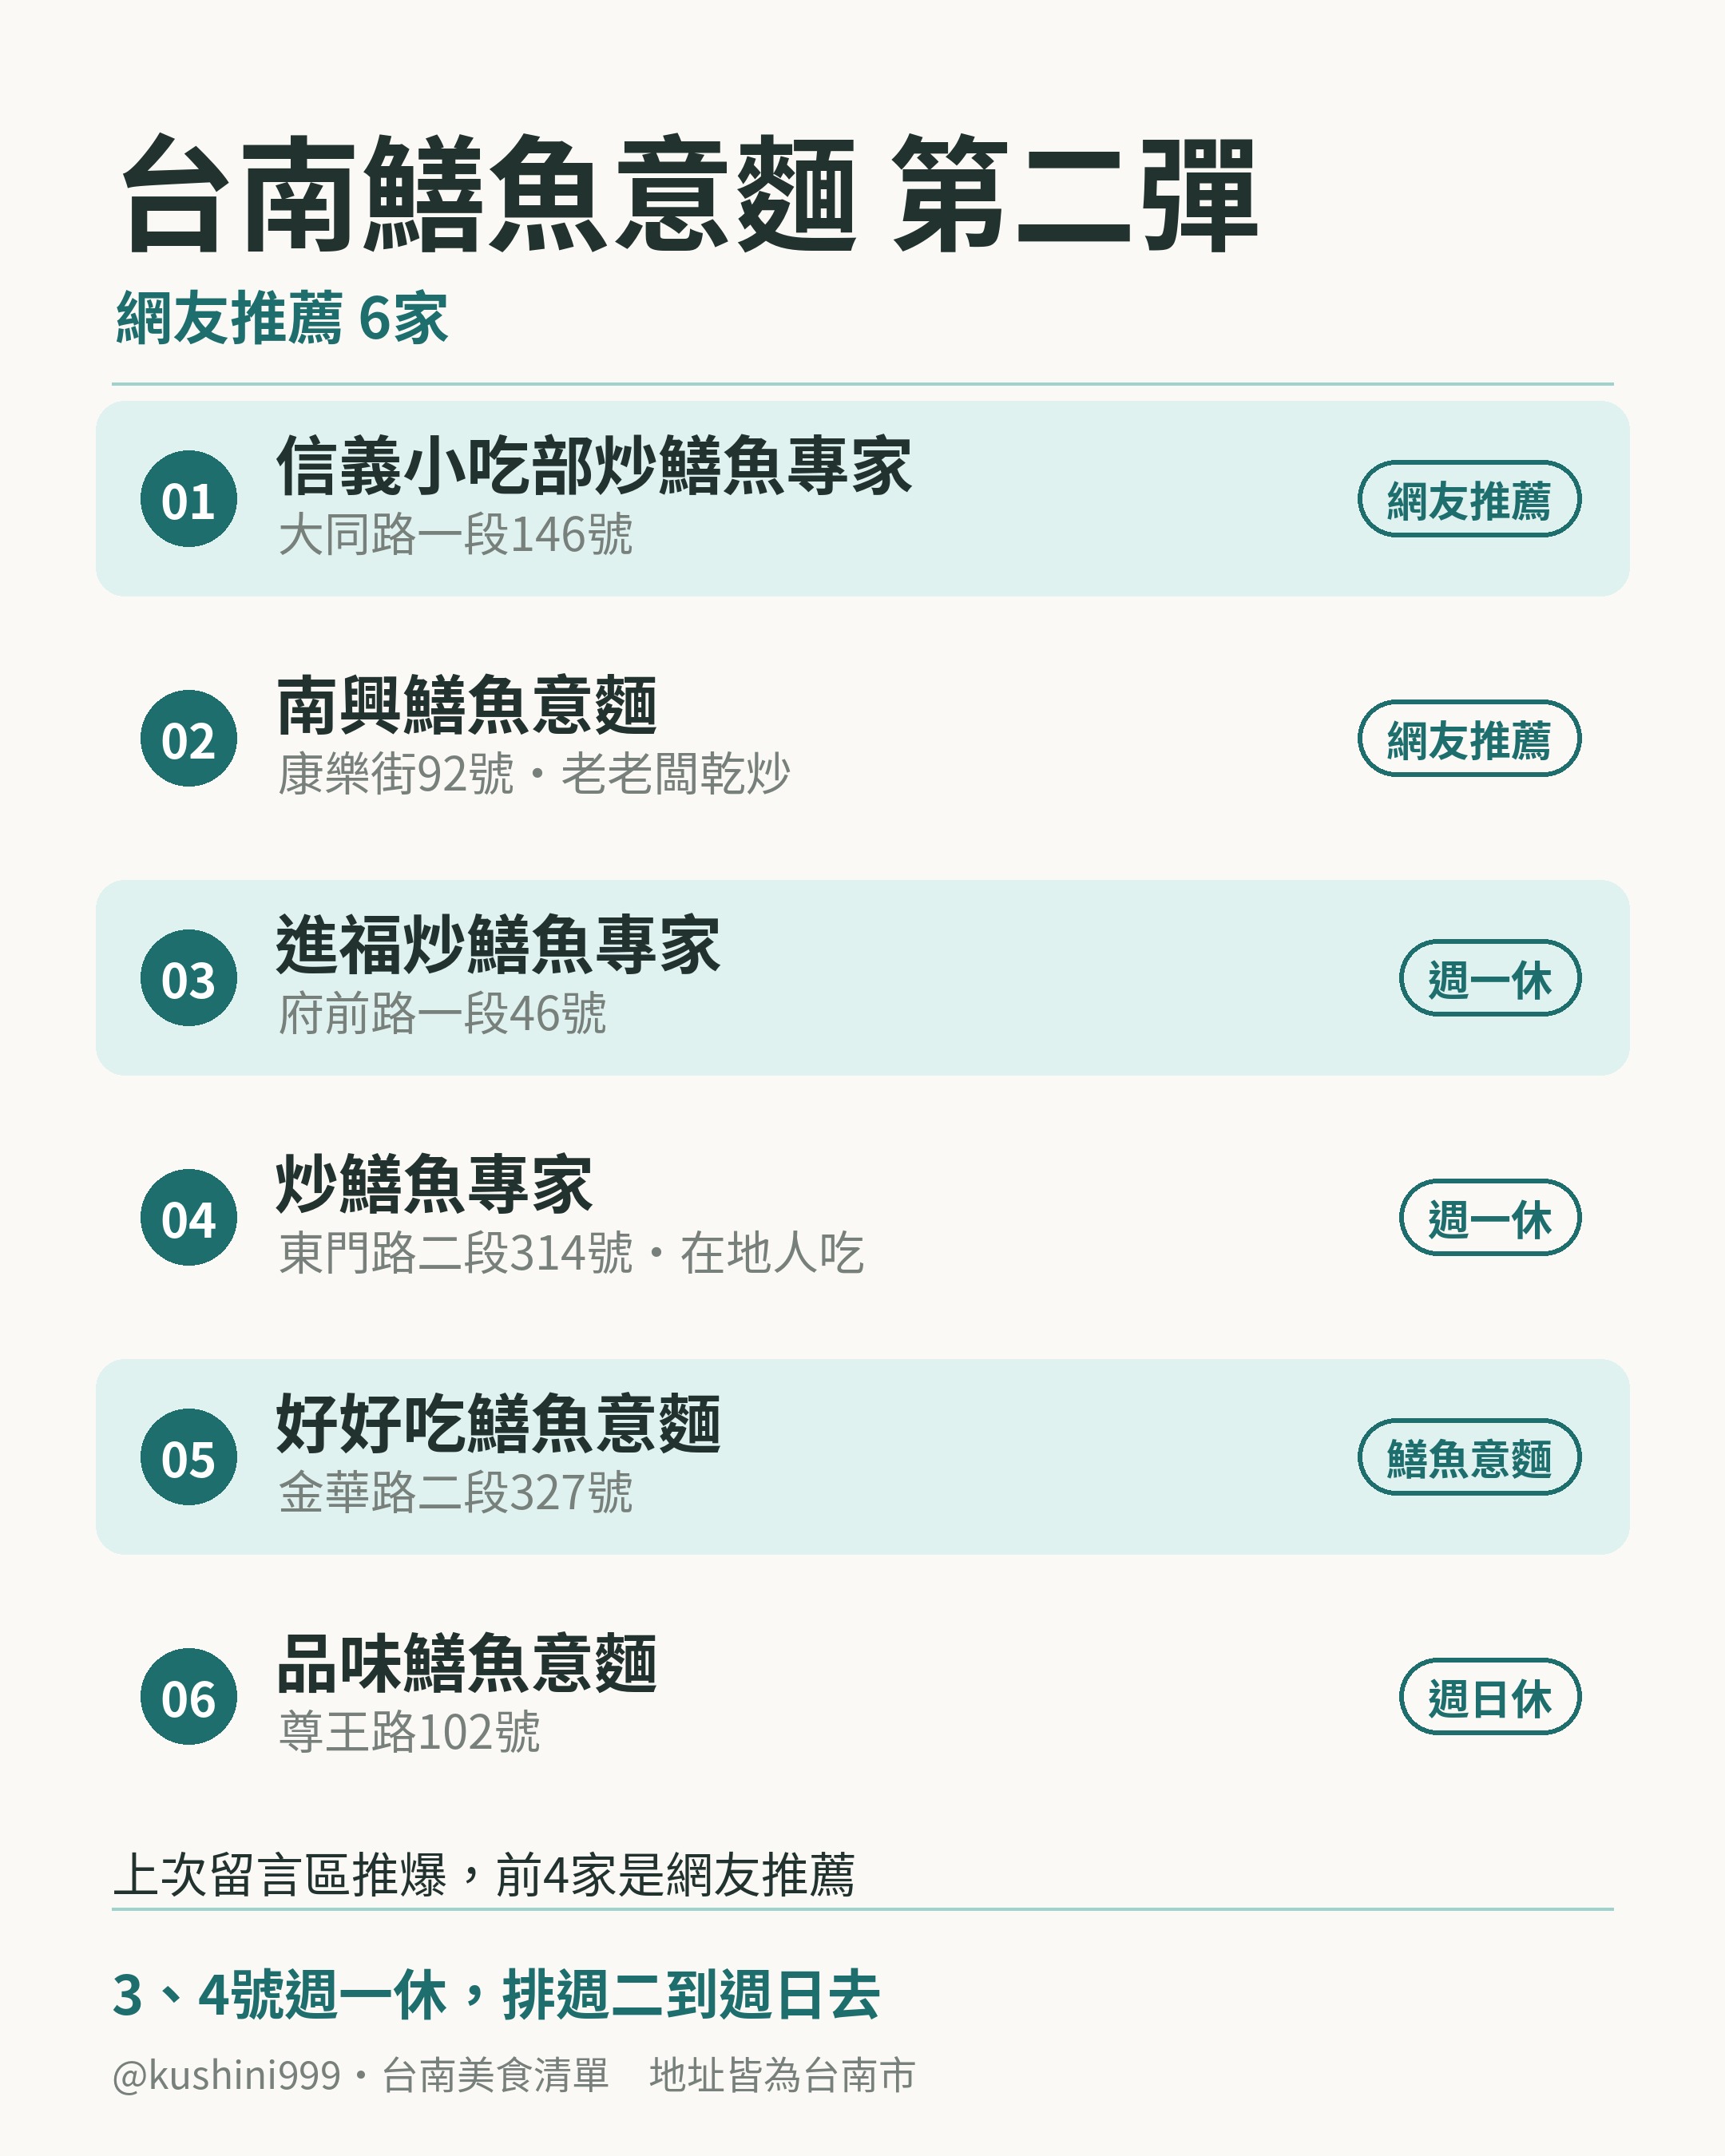 台南鱔魚意麵 第二彈
網友推薦 6家
01
信義小吃部炒鱔魚專家
大同路一段146號
網友推薦
02
南興鱔魚意麵
康樂街92號・老老闆乾炒
網友推薦
03
進福炒鱔魚專家
府前路一段46號
週一休
04
炒鱔魚專家
東門路二段314號・在地人吃
週一休
05
好好吃鱔魚意麵
金華路二段327號
鱔魚意麵
06
品味鱔魚意麵
尊王路102號
週日休
上次留言區推爆，前4家是網友推薦
3、4號週一休，排週二到週日去
@kushini999・台南美食清單　地址皆為台南市